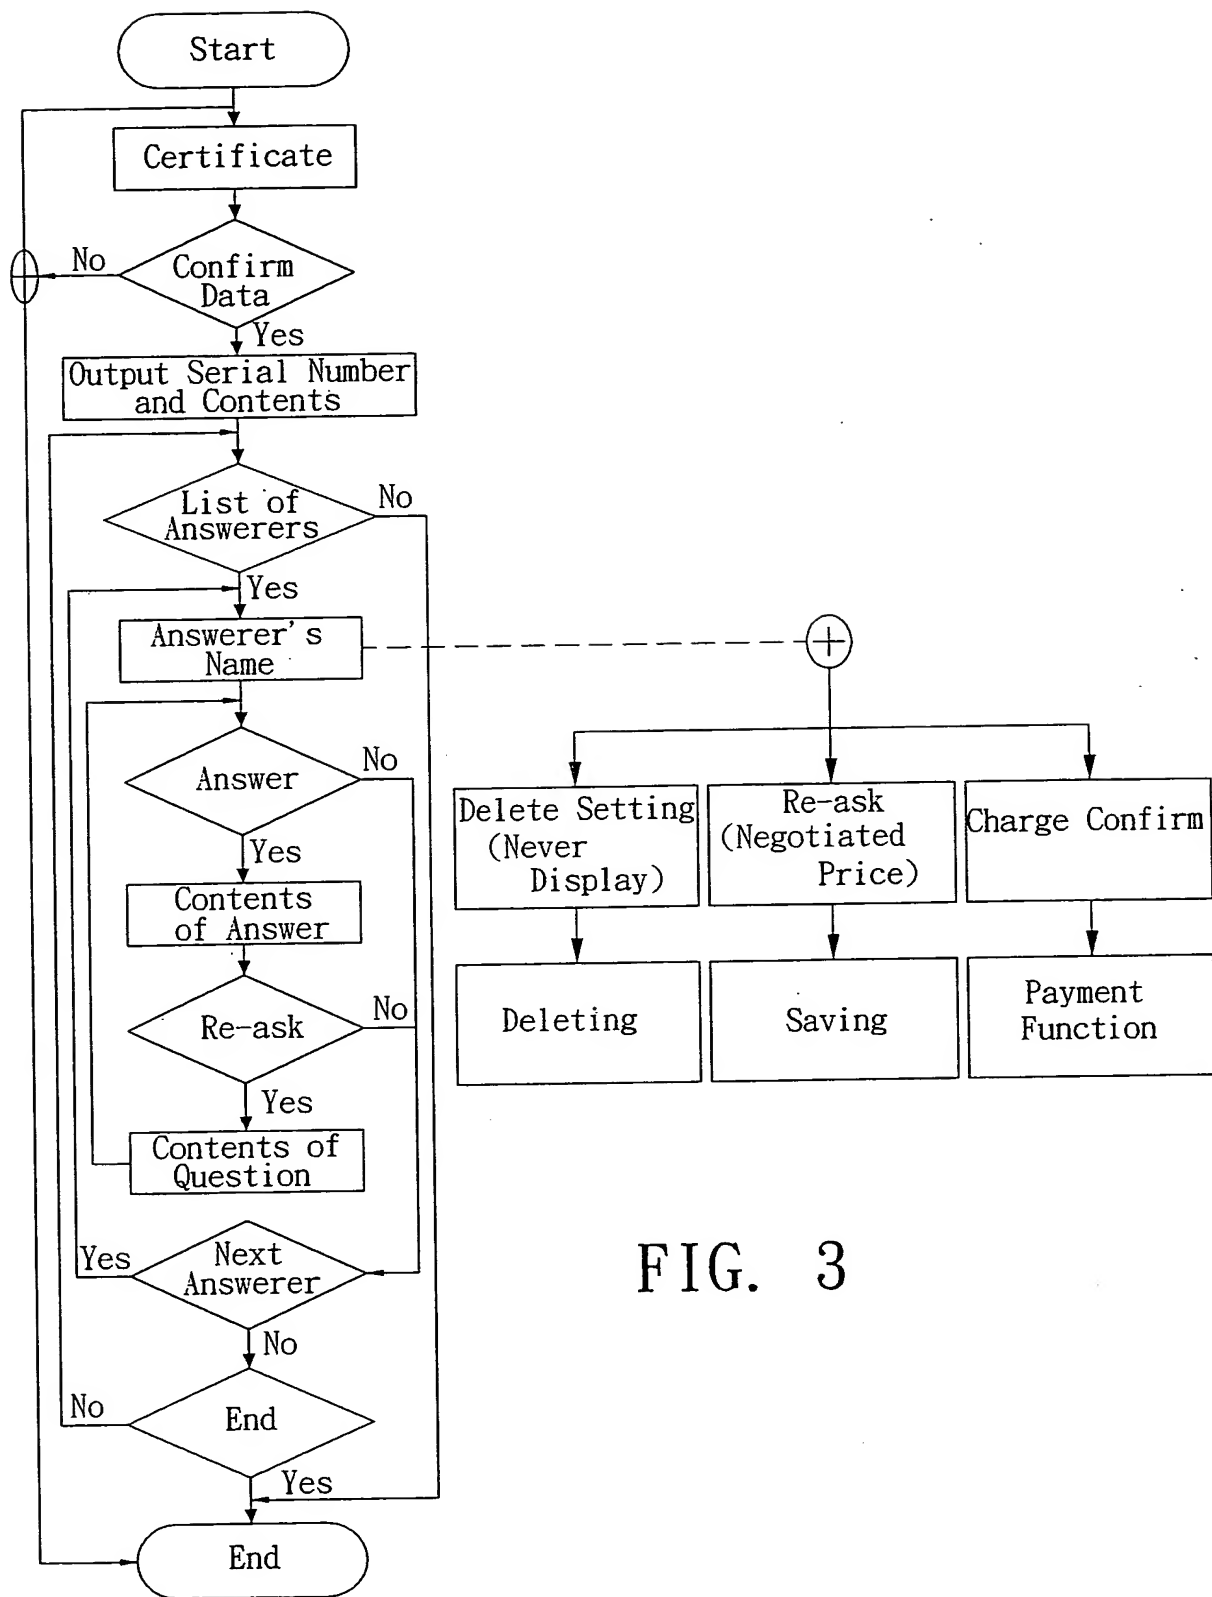 Start
Certificate
No
Confirm
Data
Yes
Output Serial Number
and Contents
List of
Answerers
No
Yes
Answerer's
Name
Answer
No
Yes
Contents
of Answer
Re-ask
No
Yes
Contents of
Question
Yes
Next
Answerer
No
No
End
Yes
End
Delete Setting
(Never
Display)
Re-ask
(Negotiated
Price)
Charge Confirm
Deleting
Saving
Payment
Function
FIG. 3